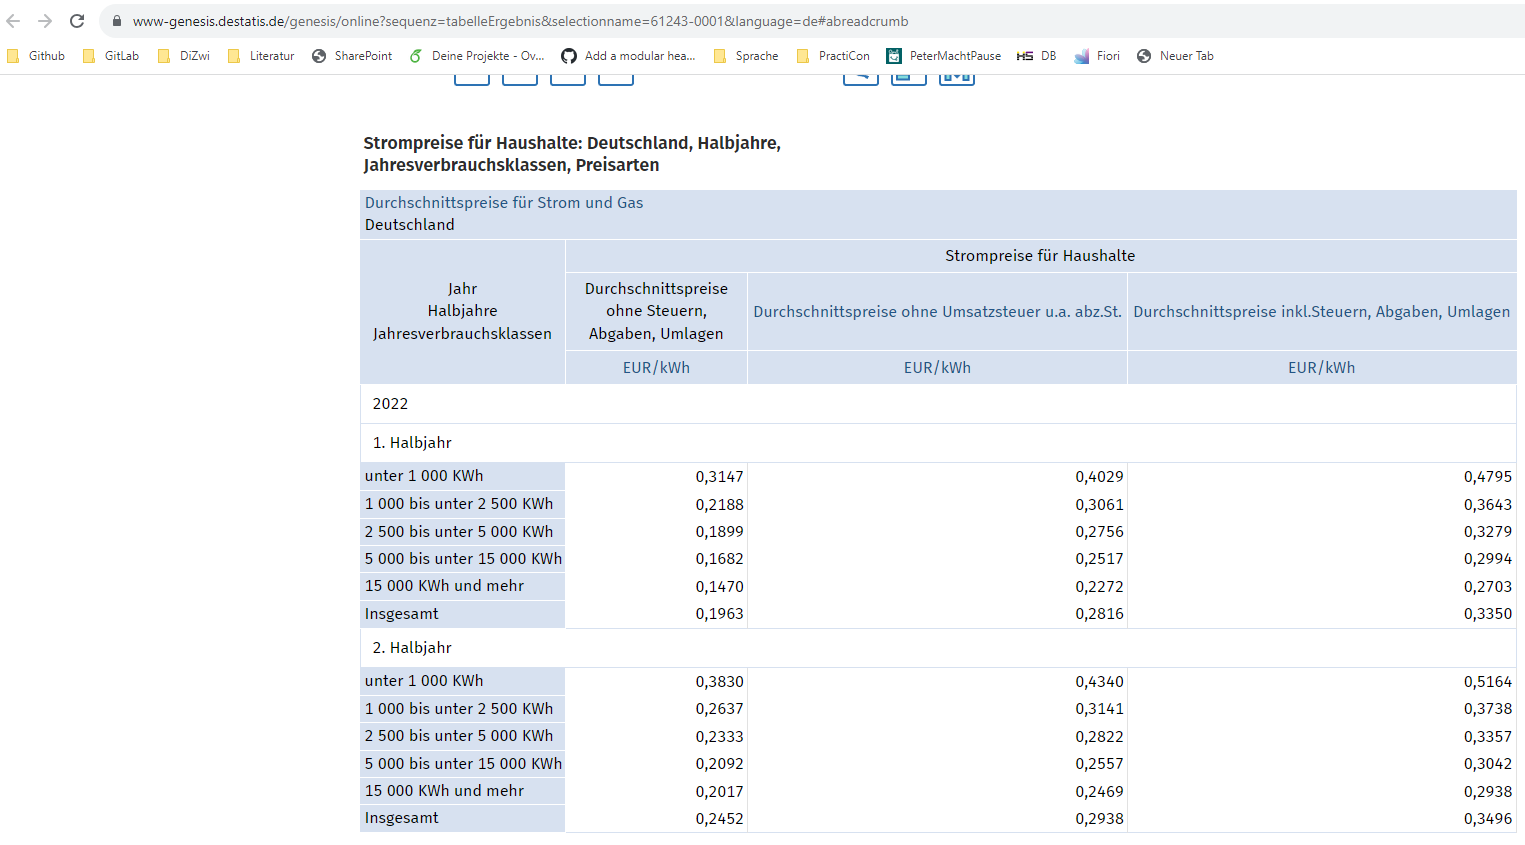 www-genesis.destatis.de/genesis/online?sequenz=tabelleErgebnis&selectionname=61243-0001&language=de#abreadcrumb
Github GitLab DiZwi Literatur SharePoint Deine Projekte - Ov... Add a modular hea... Sprache PractiCon PeterMachtPause HS DB Fiori Neuer Tab
Strompreise für Haushalte: Deutschland, Halbjahre,
Jahresverbrauchsklassen, Preisarten
Durchschnittspreise für Strom und Gas
Deutschland
Jahr
Halbjahre
Jahresverbrauchsklassen
Strompreise für Haushalte
Durchschnittspreise
ohne Steuern,
Abgaben, Umlagen
Durchschnittspreise ohne Umsatzsteuer u.a. abz.St.
Durchschnittspreise inkl.Steuern, Abgaben, Umlagen
EUR/kWh EUR/kWh EUR/kWh
2022
1. Halbjahr
unter 1 000 KWh 0,3147 0,4029 0,4795
1 000 bis unter 2 500 KWh 0,2188 0,3061 0,3643
2 500 bis unter 5 000 KWh 0,1899 0,2756 0,3279
5 000 bis unter 15 000 KWh 0,1682 0,2517 0,2994
15 000 KWh und mehr 0,1470 0,2272 0,2703
Insgesamt 0,1963 0,2816 0,3350
2. Halbjahr
unter 1 000 KWh 0,3830 0,4340 0,5164
1 000 bis unter 2 500 KWh 0,2637 0,3141 0,3738
2 500 bis unter 5 000 KWh 0,2333 0,2822 0,3357
5 000 bis unter 15 000 KWh 0,2092 0,2557 0,3042
15 000 KWh und mehr 0,2017 0,2469 0,2938
Insgesamt 0,2452 0,2938 0,3496